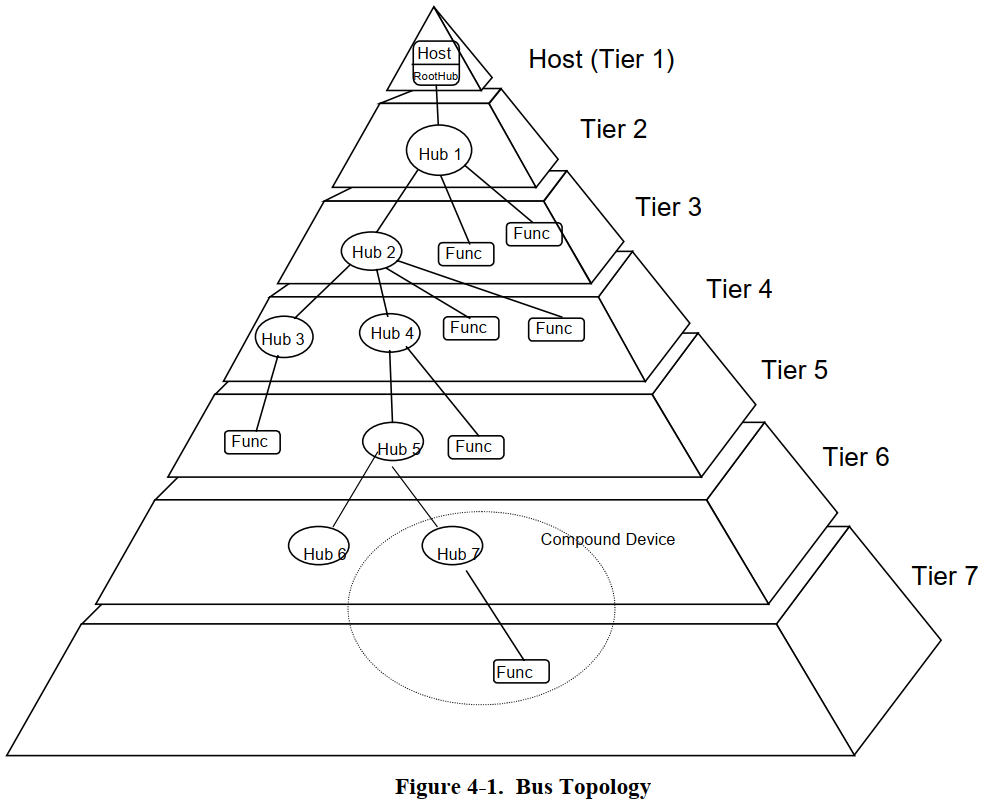 Host
RootHub
Host (Tier 1)
Hub 1
Tier 2
Hub 2
Func
Func
Tier 3
Hub 3
Hub 4
Func
Func
Tier 4
Func
Hub 5
Func
Tier 5
Hub 6
Hub 7
Compound Device
Tier 6
Func
Tier 7
Figure 4-1. Bus Topology